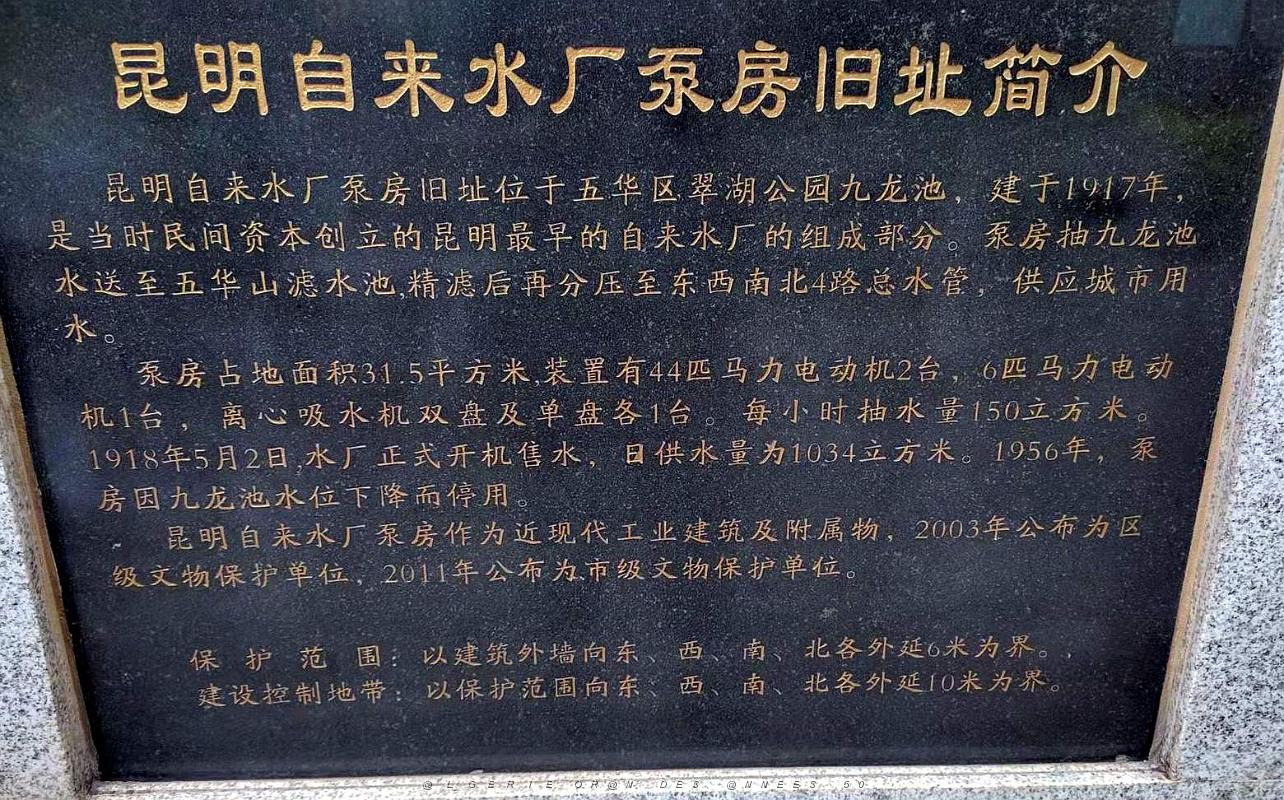 昆明自来水厂泵房旧址简介
昆明自来水厂泵房旧址位于五华区翠湖公园九龙池，建于1917年，
是当时民间资本创立的昆明最早的自来水厂的组成部分。泵房抽九龙池
水送至五华山滤水池,精滤后再分压至东西南北4路总水管，供应城市用
水。
泵房占地面积31.5平方米,装置有44匹马力电动机2台，6匹马力电动
机1台，离心吸水机双盘及单盘各1台。每小时抽水量150立方米。
1918年5月2日,水厂正式开机售水，日供水量为1034立方米。1956年，泵
房因九龙池水位下降而停用。
昆明自来水厂泵房作为近现代工业建筑及附属物，2003年公布为区
级文物保护单位，2011年公布为市级文物保护单位。
保护范围：以建筑外墙向东、西、南、北各外延6米为界。
建设控制地带：以保护范围向东、西、南、北各外延10米为界。